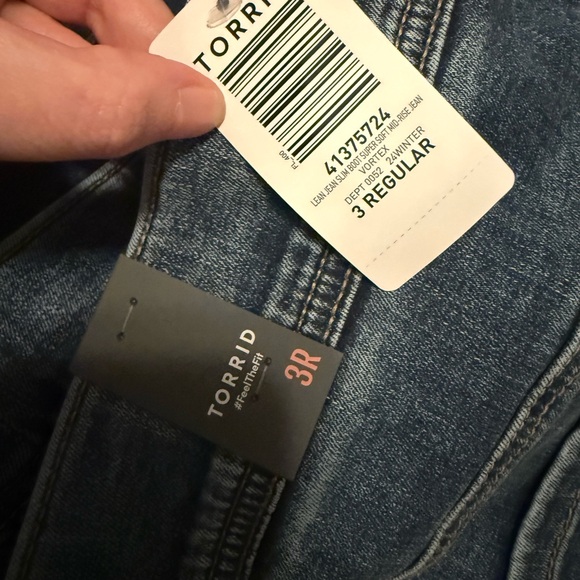 TORRI
41375724
LEAN JEAN SLIM BOOT SUPER SOFT MID-RISE JEAN
VORTEX
DEPT 0052 24WINTER
3 REGULAR
TORRID
#FeelTheFit
3R